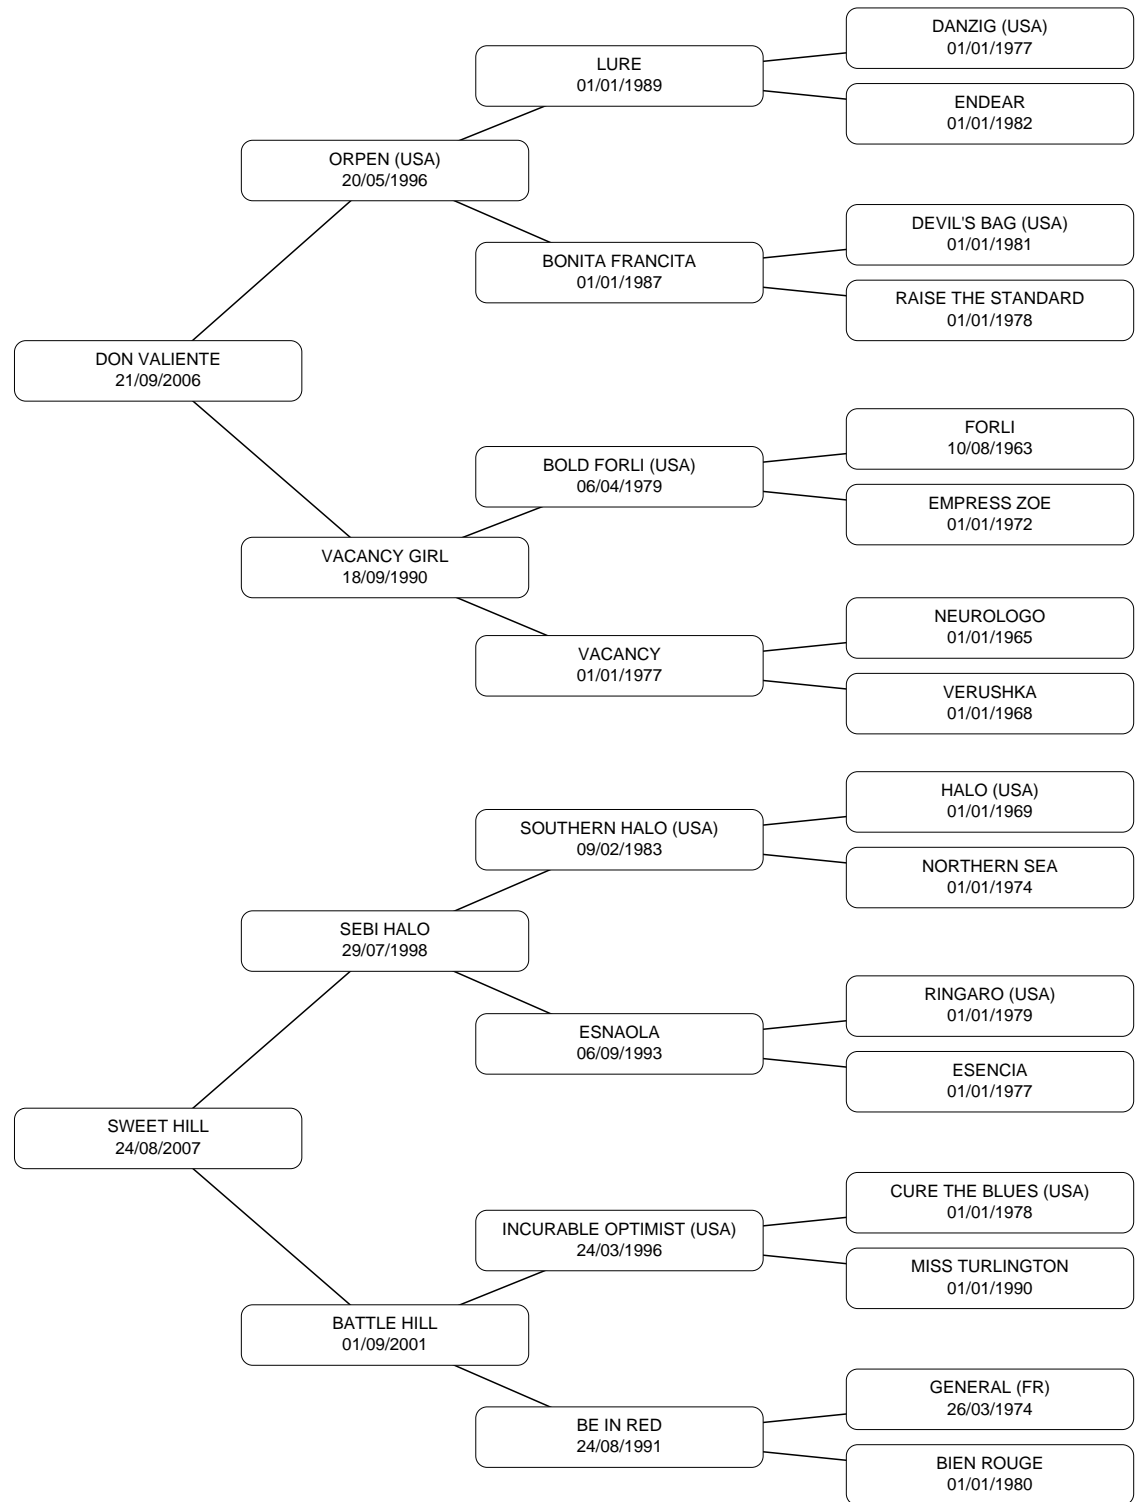 DANZIG (USA)
01/01/1977
LURE
01/01/1989
ENDEAR
01/01/1982
ORPEN (USA)
20/05/1996
DEVIL'S BAG (USA)
01/01/1981
BONITA FRANCITA
01/01/1987
RAISE THE STANDARD
01/01/1978
DON VALIENTE
21/09/2006
FORLI
10/08/1963
BOLD FORLI (USA)
06/04/1979
EMPRESS ZOE
01/01/1972
VACANCY GIRL
18/09/1990
NEUROLOGO
01/01/1965
VACANCY
01/01/1977
VERUSHKA
01/01/1968
HALO (USA)
01/01/1969
SOUTHERN HALO (USA)
09/02/1983
NORTHERN SEA
01/01/1974
SEBI HALO
29/07/1998
RINGARO (USA)
01/01/1979
ESNAOLA
06/09/1993
ESENCIA
01/01/1977
SWEET HILL
24/08/2007
CURE THE BLUES (USA)
01/01/1978
INCURABLE OPTIMIST (USA)
24/03/1996
MISS TURLINGTON
01/01/1990
BATTLE HILL
01/09/2001
GENERAL (FR)
26/03/1974
BE IN RED
24/08/1991
BIEN ROUGE
01/01/1980